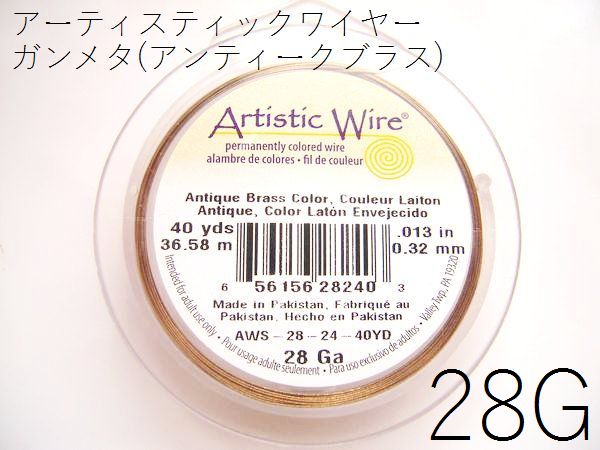 アーティスティックワイヤー
ガンメタ(アンティークブラス)
Artistic Wire®
permanently colored wire
alambre de colores • fil de couleur
Antique Brass Color, Couleur Laiton
Antique, Color Latón Envejecido
40 yds
36.58 m
.013 in
0.32 mm
6 56156 28240 3
Made in Pakistan, Fabriqué au
Pakistan, Hecho en Pakistan
AWS - 28 - 24 - 40YD
28 Ga
Intended for adult use only • Pour usage adulte seulement • Para uso exclusivo de adultos • Valley Twp., PA 19320
28G